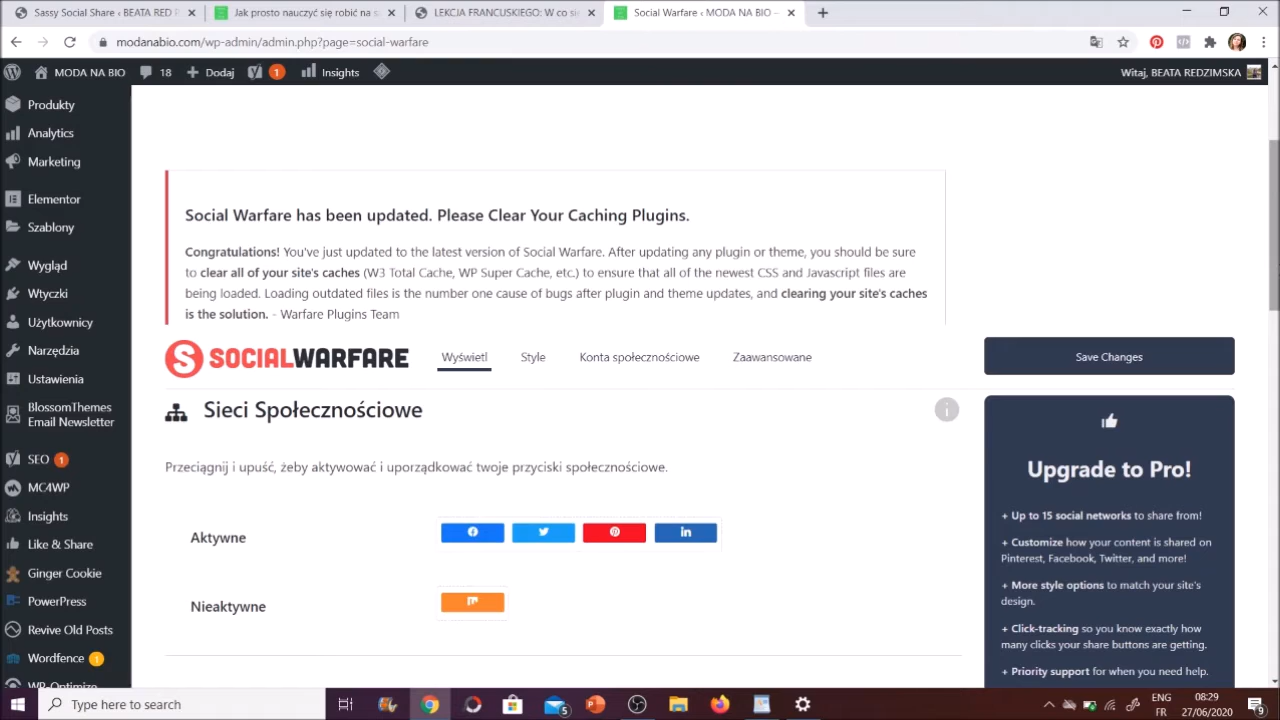 Sassy Social Share ‹ BEATA RED P
Jak prosto nauczyć się robić na s
LEKCJA FRANCUSKIEGO: W co się
Social Warfare ‹ MODA NA BIO –
modanabio.com/wp-admin/admin.php?page=social-warfare
MODA NA BIO
18
Dodaj
1
Insights
Witaj, BEATA REDZIMSKA
Produkty
Analytics
Marketing
Elementor
Szablony
Wygląd
Wtyczki
Użytkownicy
Narzędzia
Ustawienia
BlossomThemes
Email Newsletter
SEO 1
MC4WP
Insights
Like & Share
Ginger Cookie
PowerPress
Revive Old Posts
Wordfence 1
WP-Optimize
Social Warfare has been updated. Please Clear Your Caching Plugins.
Congratulations! You've just updated to the latest version of Social Warfare. After updating any plugin or theme, you should be sure
to clear all of your site's caches (W3 Total Cache, WP Super Cache, etc.) to ensure that all of the newest CSS and Javascript files are
being loaded. Loading outdated files is the number one cause of bugs after plugin and theme updates, and clearing your site's caches
is the solution. - Warfare Plugins Team
SOCIALWARFARE
Wyświetl
Style
Konta społecznościowe
Zaawansowane
Save Changes
Sieci Społecznościowe
Przeciągnij i upuść, żeby aktywować i uporządkować twoje przyciski społecznościowe.
Aktywne
Nieaktywne
Upgrade to Pro!
+ Up to 15 social networks to share from!
+ Customize how your content is shared on
Pinterest, Facebook, Twitter, and more!
+ More style options to match your site's
design.
+ Click-tracking so you know exactly how
many clicks your share buttons are getting.
+ Priority support for when you need help.
Type here to search
5
ENG
FR
08:29
27/06/2020
9